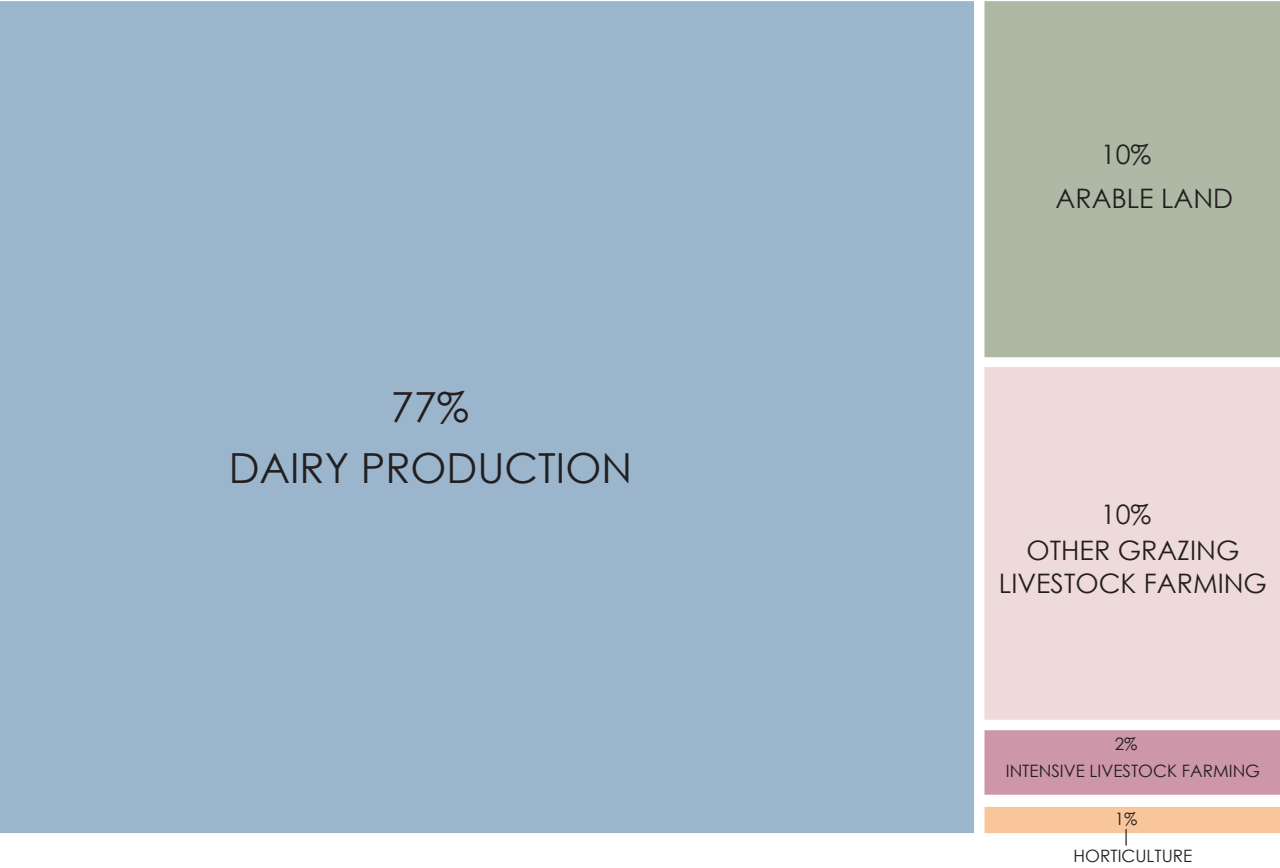 77%
DAIRY PRODUCTION
10%
ARABLE LAND
10%
OTHER GRAZING
LIVESTOCK FARMING
2%
INTENSIVE LIVESTOCK FARMING
1%
HORTICULTURE